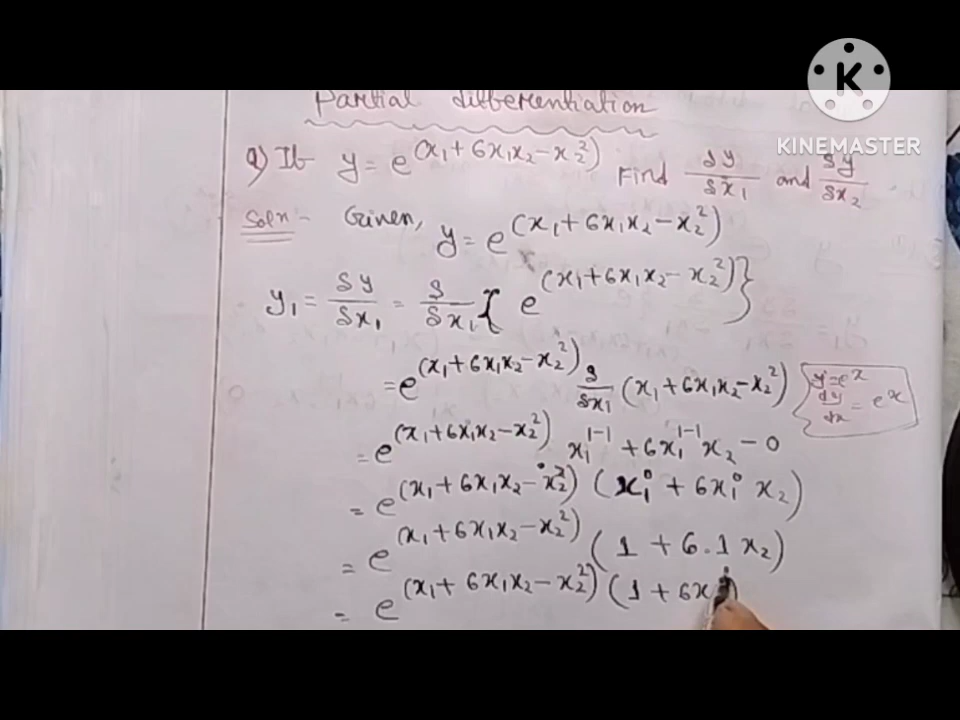 KINEMASTER
Partial differentiation
Q) If y = e^(x₁ + 6x₁x₂ - x₂²) Find δy/δx₁ and δy/δx₂
Soln - Given, y = e^(x₁ + 6x₁x₂ - x₂²)
y₁ = δy/δx₁ = δ/δx₁ { e^(x₁ + 6x₁x₂ - x₂²) }
= e^(x₁ + 6x₁x₂ - x₂²) δ/δx₁ (x₁ + 6x₁x₂ - x₂²)
y = e^x
dy/dx = e^x
= e^(x₁ + 6x₁x₂ - x₂²) x₁^1-1 + 6x₁^1-1 x₂ - 0
= e^(x₁ + 6x₁x₂ - x₂²) (x₁⁰ + 6x₁⁰ x₂)
= e^(x₁ + 6x₁x₂ - x₂²) (1 + 6.1 x₂)
= e^(x₁ + 6x₁x₂ - x₂²) (1 + 6x )